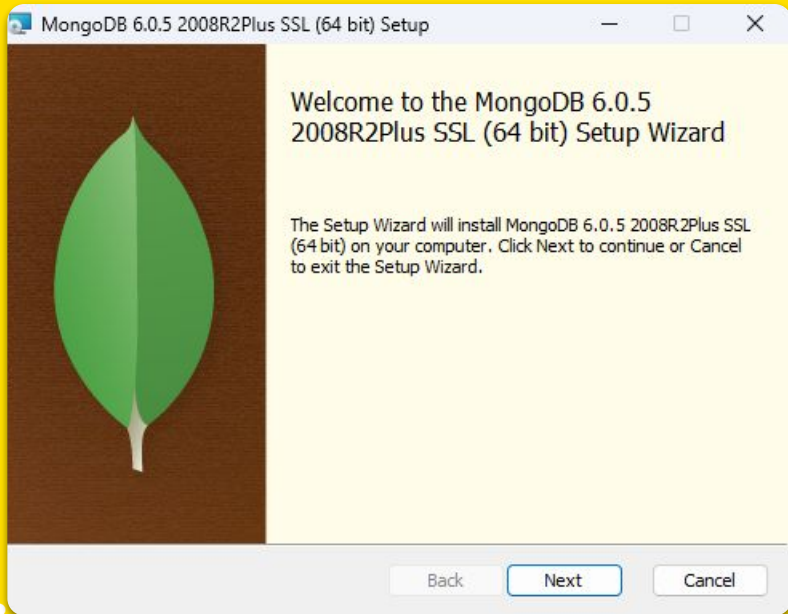 MongoDB 6.0.5 2008R2Plus SSL (64 bit) Setup
Welcome to the MongoDB 6.0.5
2008R2Plus SSL (64 bit) Setup Wizard
The Setup Wizard will install MongoDB 6.0.5 2008R2Plus SSL
(64 bit) on your computer. Click Next to continue or Cancel
to exit the Setup Wizard.
Back Next Cancel